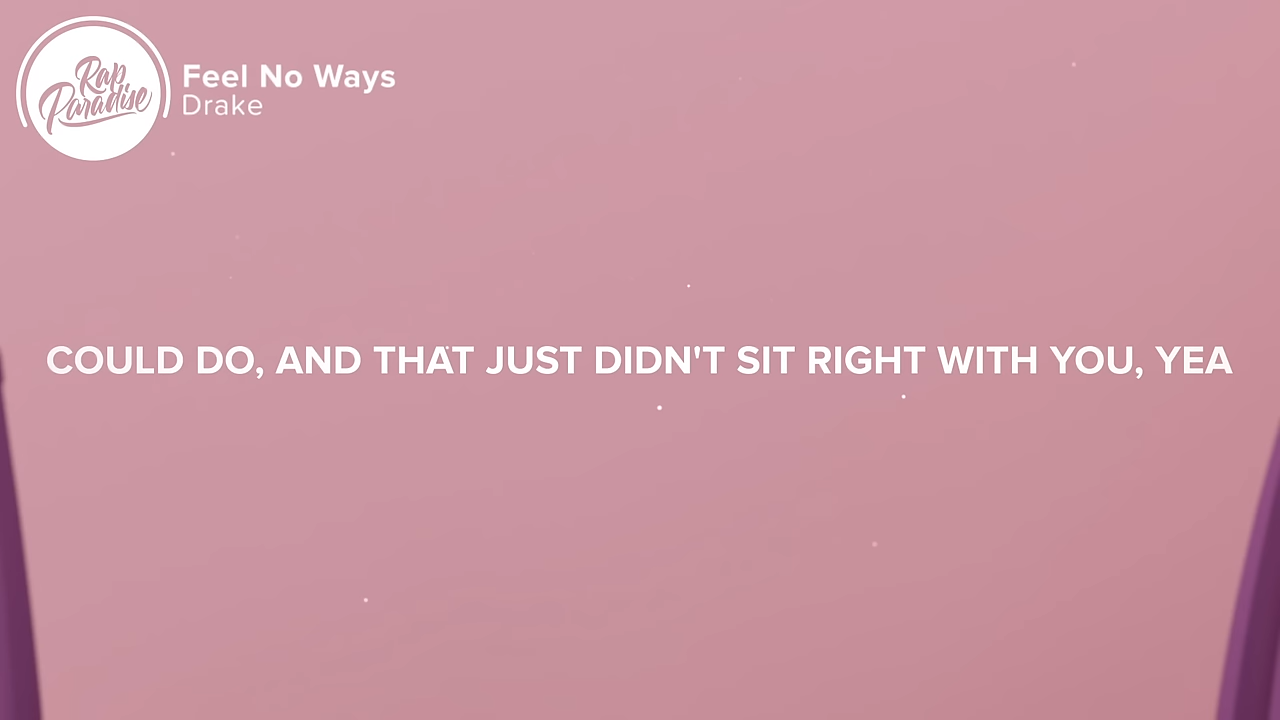 Rap
Paradise
Feel No Ways
Drake
COULD DO, AND THAT JUST DIDN'T SIT RIGHT WITH YOU, YEA